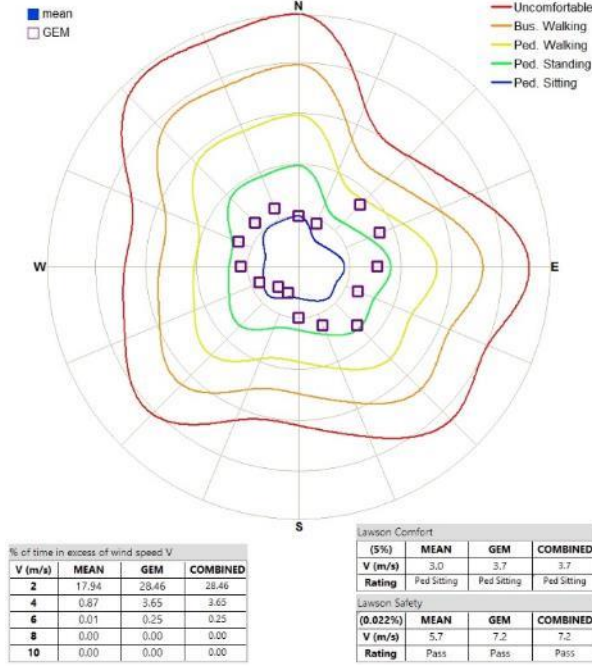 N
mean
GEM
Uncomfortable
Bus. Walking
Ped. Walking
Ped. Standing
Ped. Sitting
W
E
S
% of time in excess of wind speed V
V (m/s) MEAN GEM COMBINED
2 17.94 28.46 28.46
4 0.87 3.65 3.65
6 0.01 0.25 0.25
8 0.00 0.00 0.00
10 0.00 0.00 0.00
Lawson Comfort
(5%) MEAN GEM COMBINED
V (m/s) 3.0 3.7 3.7
Rating Ped Sitting Ped Sitting Ped Sitting
Lawson Safety
(0.022%) MEAN GEM COMBINED
V (m/s) 5.7 7.2 7.2
Rating Pass Pass Pass